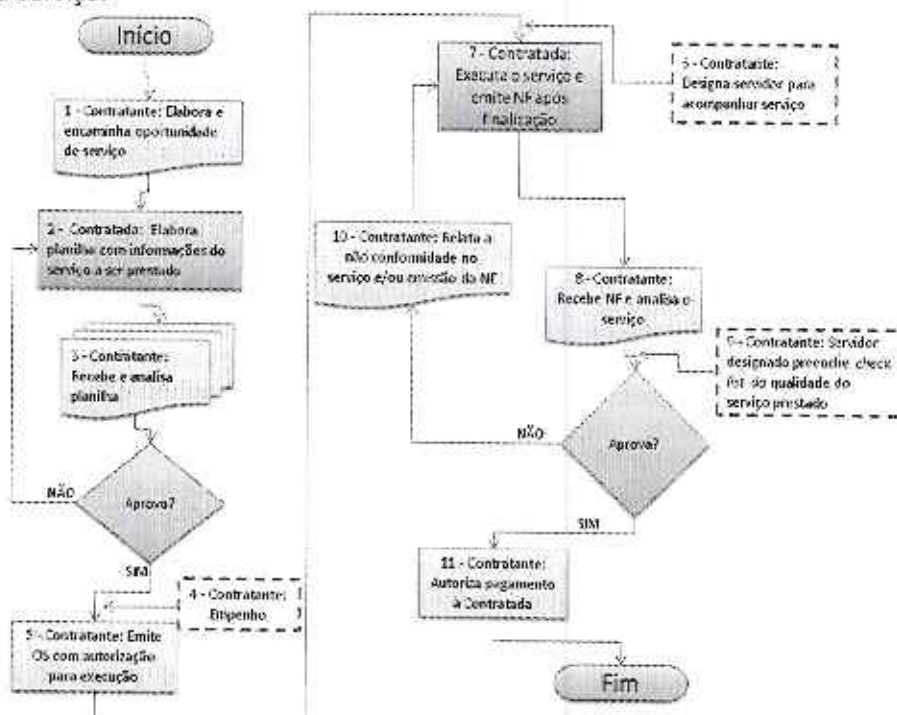 Início
1 - Contratante: Elabora e
encaminha oportunidade
de serviço
2 - Contratada: Elabora
planilha com informações do
serviço a ser prestado
3 - Contratante:
Recebe e analisa
planilha
Aprova?
NÃO
SIM
4 - Contratante:
Empenho
5 - Contratante: Emite
OS com autorização
para execução
7 - Contratada:
Executa o serviço e
emite NF após
finalização
6 - Contratante:
Designa servidor para
acompanhar serviço
10 - Contratante: Relata a
não conformidade no
serviço e/ou emissão da NF
8 - Contratante:
Recebe NF e analisa o
serviço
9 - Contratante: Servidor
designado preenche check
list do qualidade do
serviço prestado
Aprova?
NÃO
SIM
11 - Contratante:
Autoriza pagamento
à Contratada
Fim